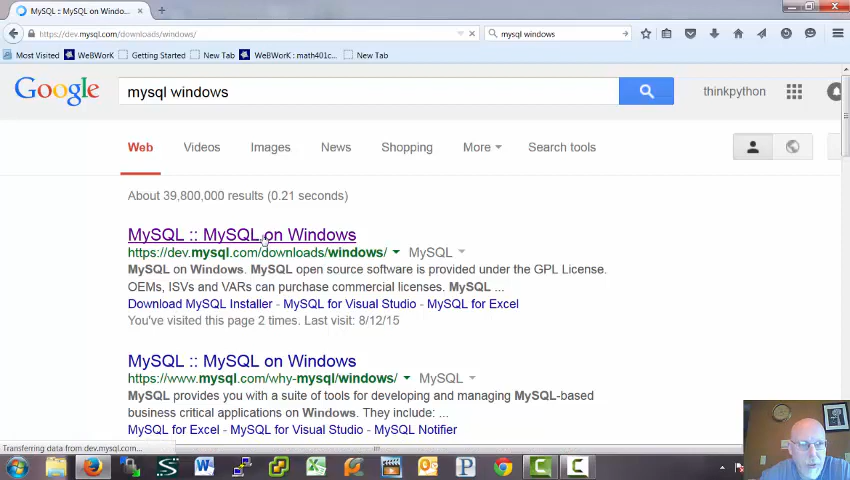 MySQL :: MySQL on Windo...
https://dev.mysql.com/downloads/windows/
mysql windows
Most Visited WeBWorK Getting Started New Tab WeBWorK : math401c... New Tab
Google
mysql windows
thinkpython
Web Videos Images News Shopping More Search tools
About 39,800,000 results (0.21 seconds)
MySQL :: MySQL on Windows
https://dev.mysql.com/downloads/windows/ MySQL
MySQL on Windows. MySQL open source software is provided under the GPL License.
OEMs, ISVs and VARs can purchase commercial licenses. MySQL ...
Download MySQL Installer - MySQL for Visual Studio - MySQL for Excel
You've visited this page 2 times. Last visit: 8/12/15
MySQL :: MySQL on Windows
https://www.mysql.com/why-mysql/windows/ MySQL
MySQL provides you with a suite of tools for developing and managing MySQL-based
business critical applications on Windows. They include: ...
MySQL for Excel - MySQL for Visual Studio - MySQL Notifier
Transferring data from dev.mysql.com...